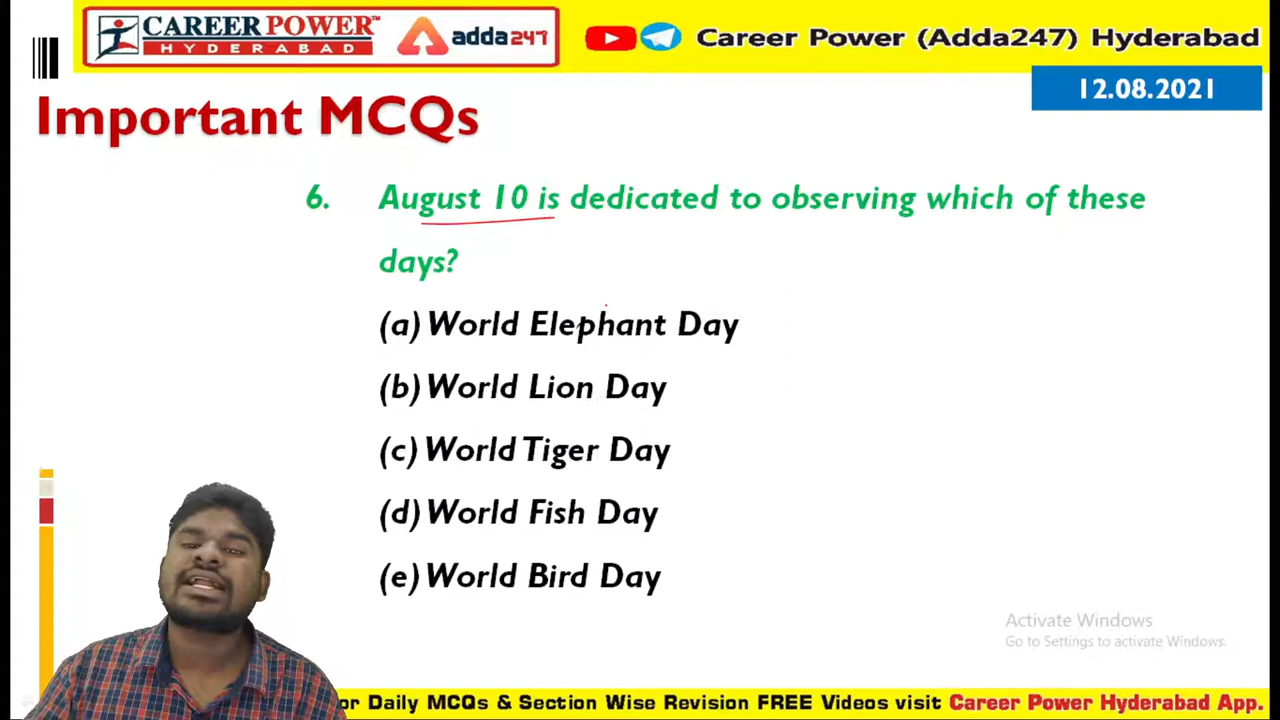 CAREER POWER™
HYDERABAD
adda247
Career Power (Adda247) Hyderabad
12.08.2021
Important MCQs
6. August 10 is dedicated to observing which of these
days?
(a) World Elephant Day
(b) World Lion Day
(c) World Tiger Day
(d) World Fish Day
(e) World Bird Day
Activate Windows
Go to Settings to activate Windows.
or Daily MCQs & Section Wise Revision FREE Videos visit Career Power Hyderabad App.